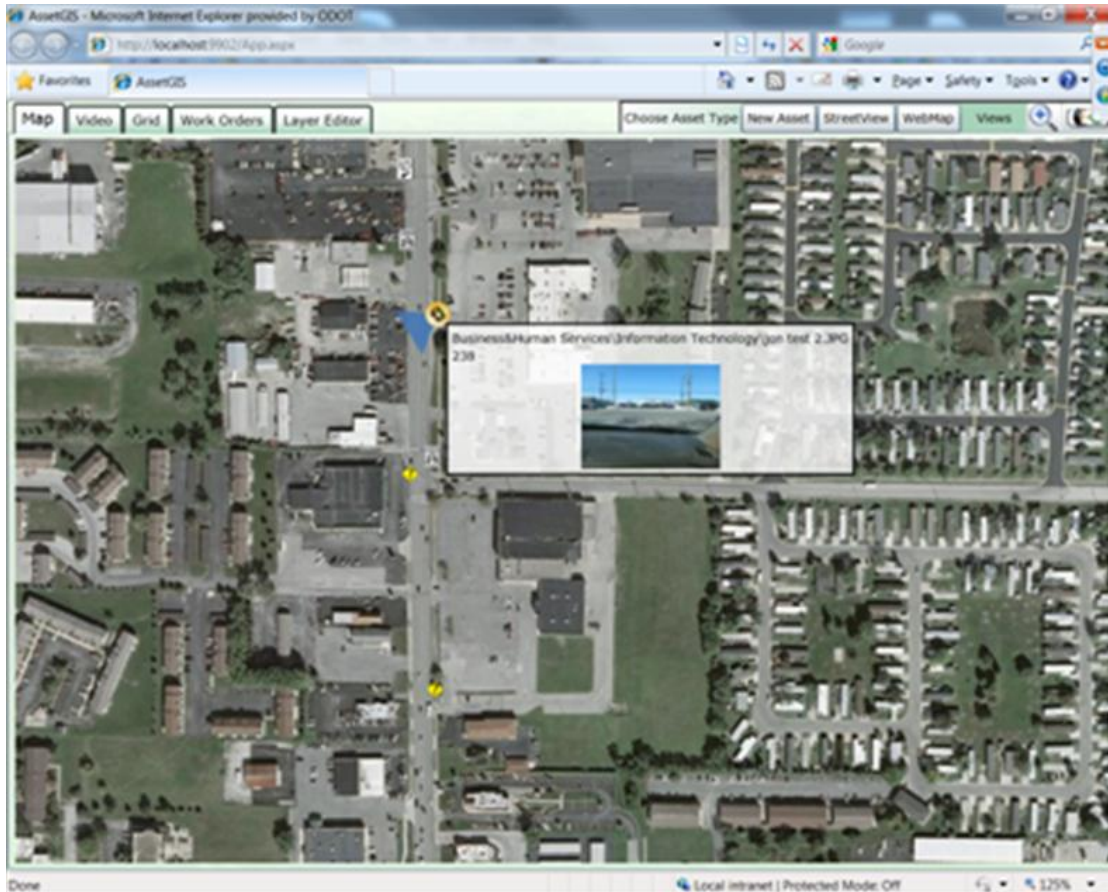 AssetGIS - Microsoft Internet Explorer provided by ODOT
http://localhost:9902/App.aspx
Google
Favorites
AssetGIS
Page Safety Tools
Map Video Grid Work Orders Layer Editor
Choose Asset Type New Asset StreetView WebMap Views
Business&Human Services\Information Technology\jon test 2.JPG
238
Done
Local intranet | Protected Mode: Off
125%